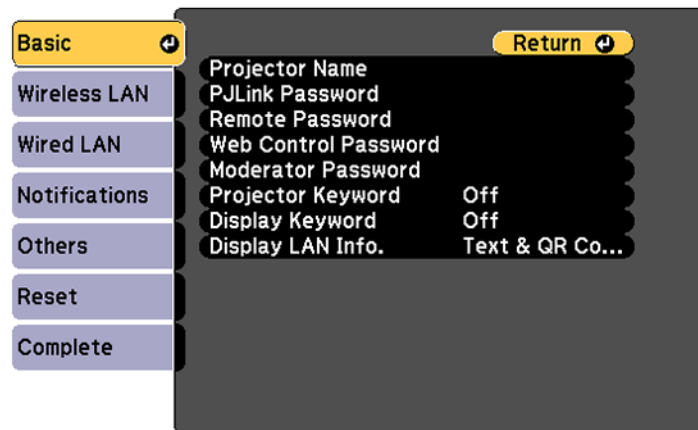 Basic
Wireless LAN
Wired LAN
Notifications
Others
Reset
Complete
Return
Projector Name
PJLink Password
Remote Password
Web Control Password
Moderator Password
Projector Keyword Off
Display Keyword Off
Display LAN Info. Text & QR Co...